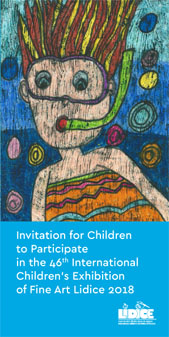 Invitation for Children
to Participate
in the 46th International
Children's Exhibition
of Fine Art Lidice 2018
LIDICE